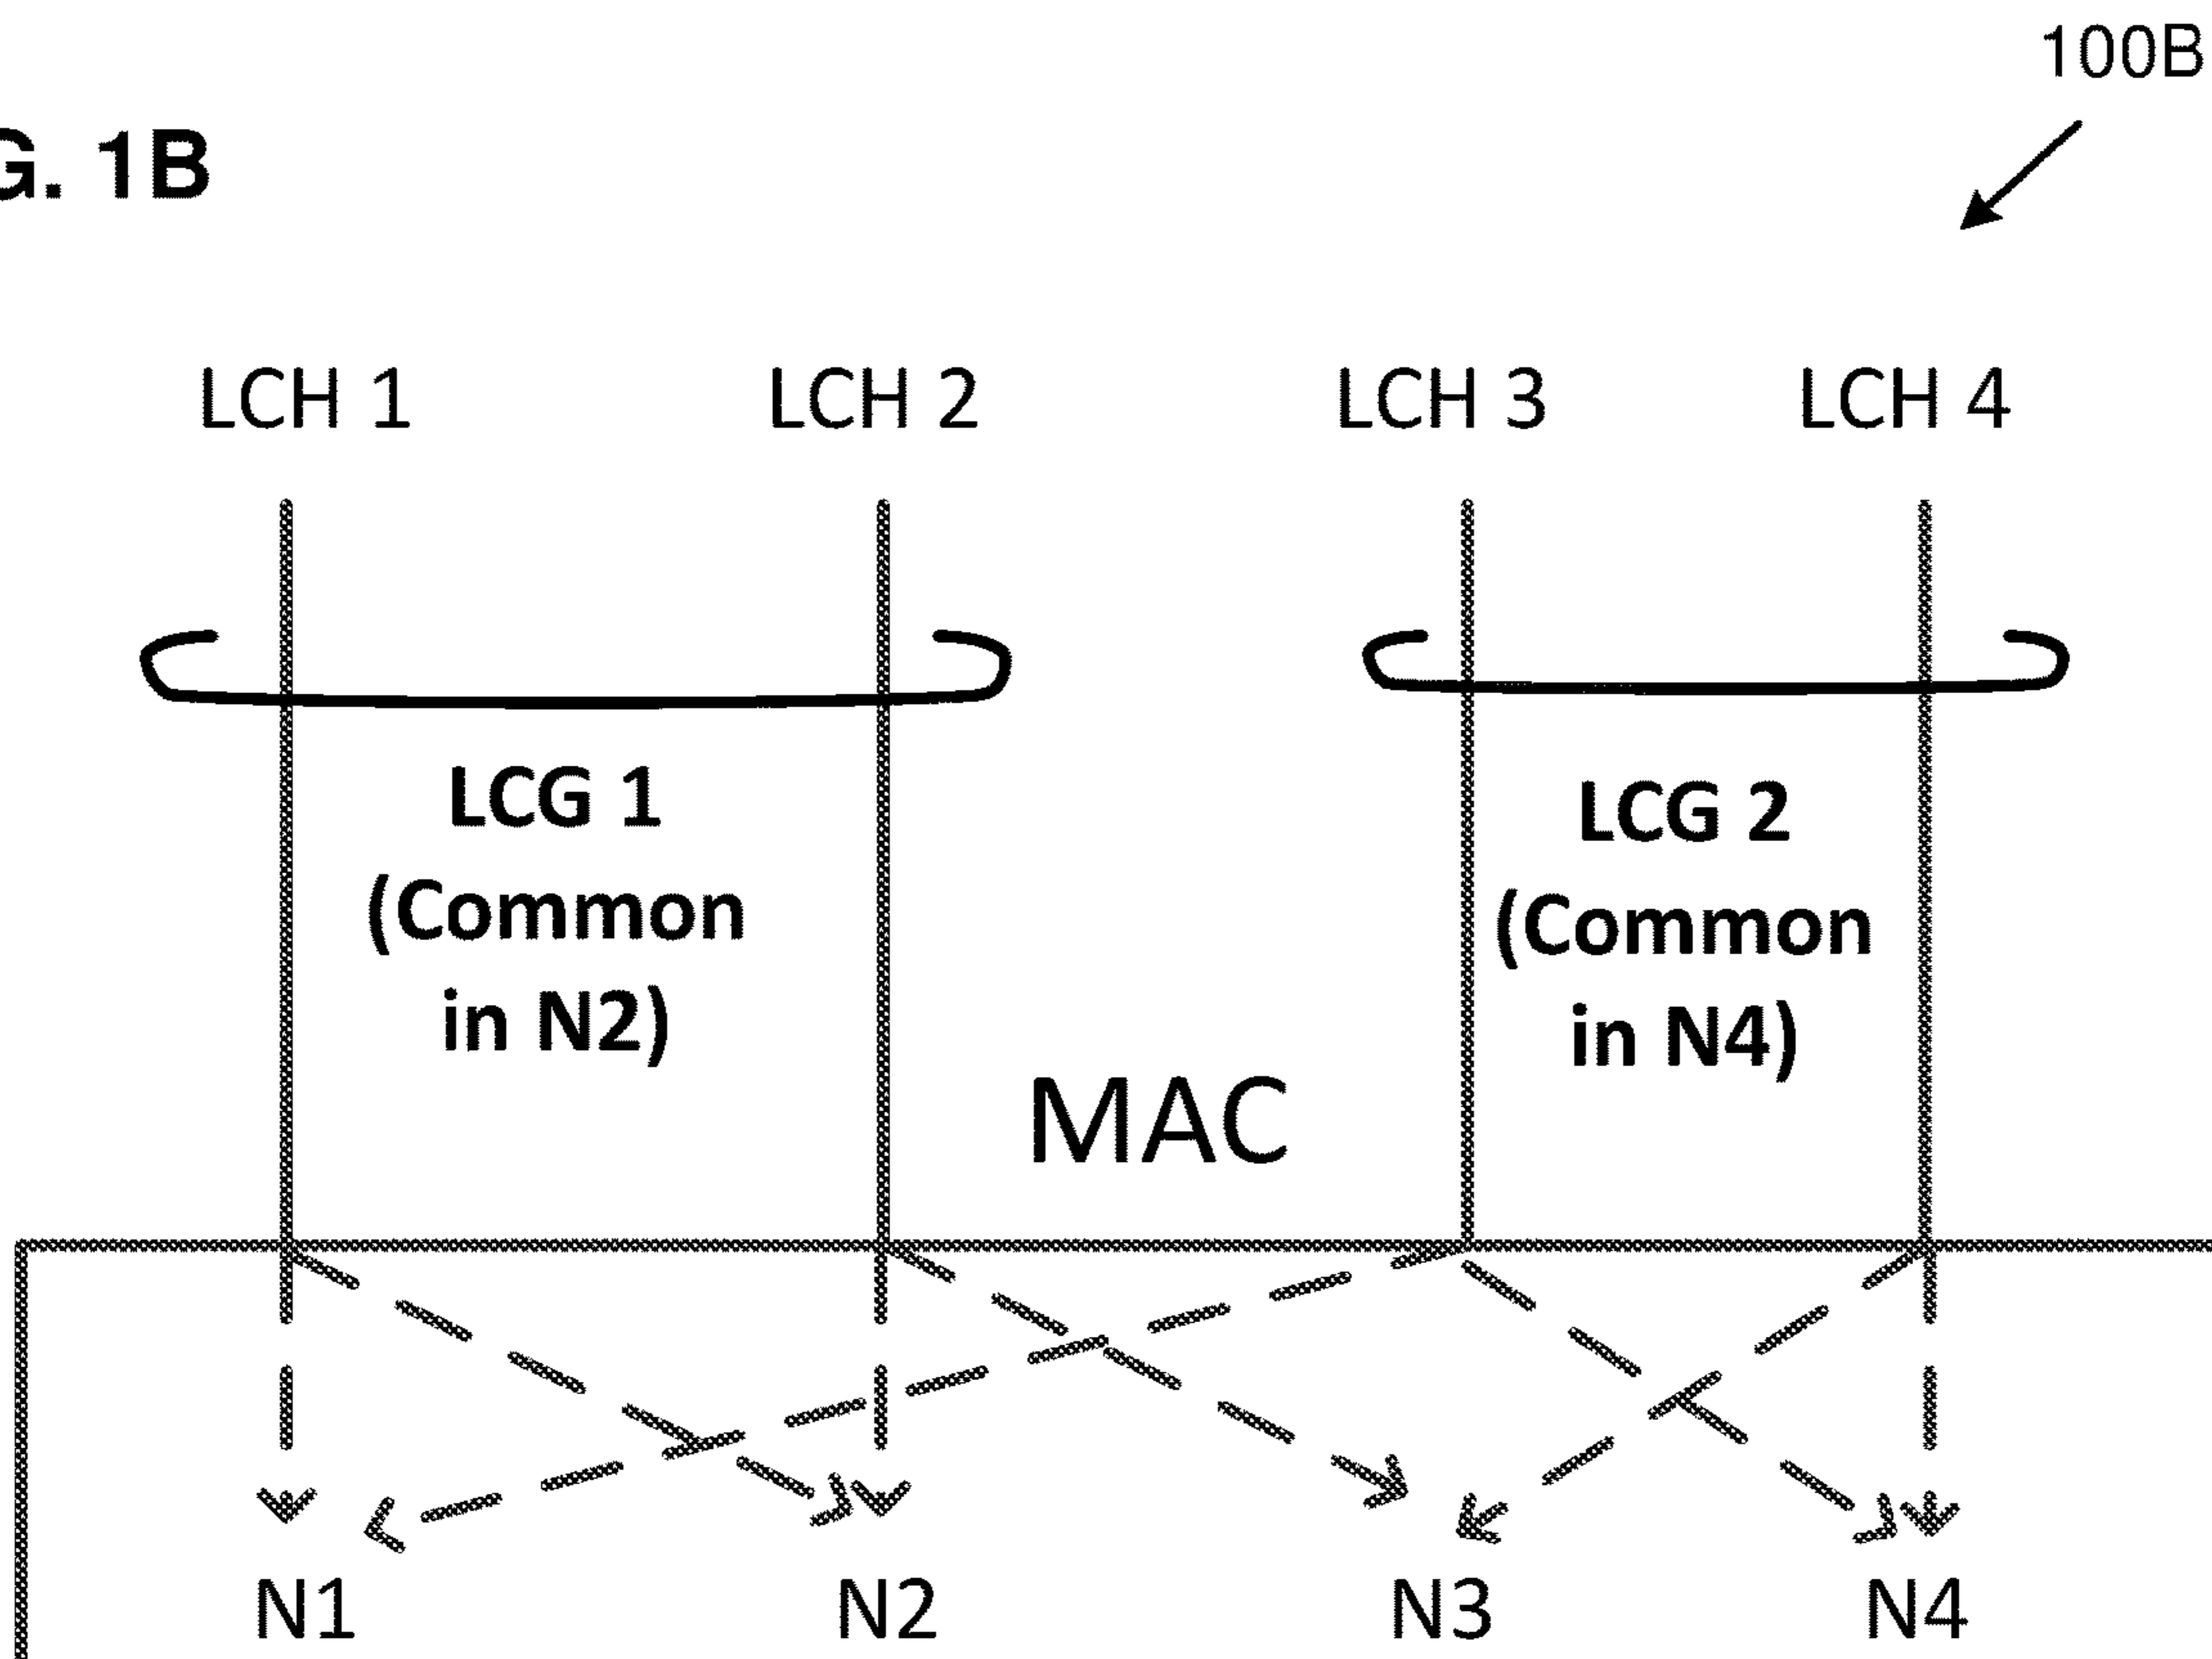 100B
G. 1B
LCH 1 LCH 2 LCH 3 LCH 4
LCG 1
(Common
in N2)
LCG 2
(Common
in N4)
MAC
N1 N2 N3 N4